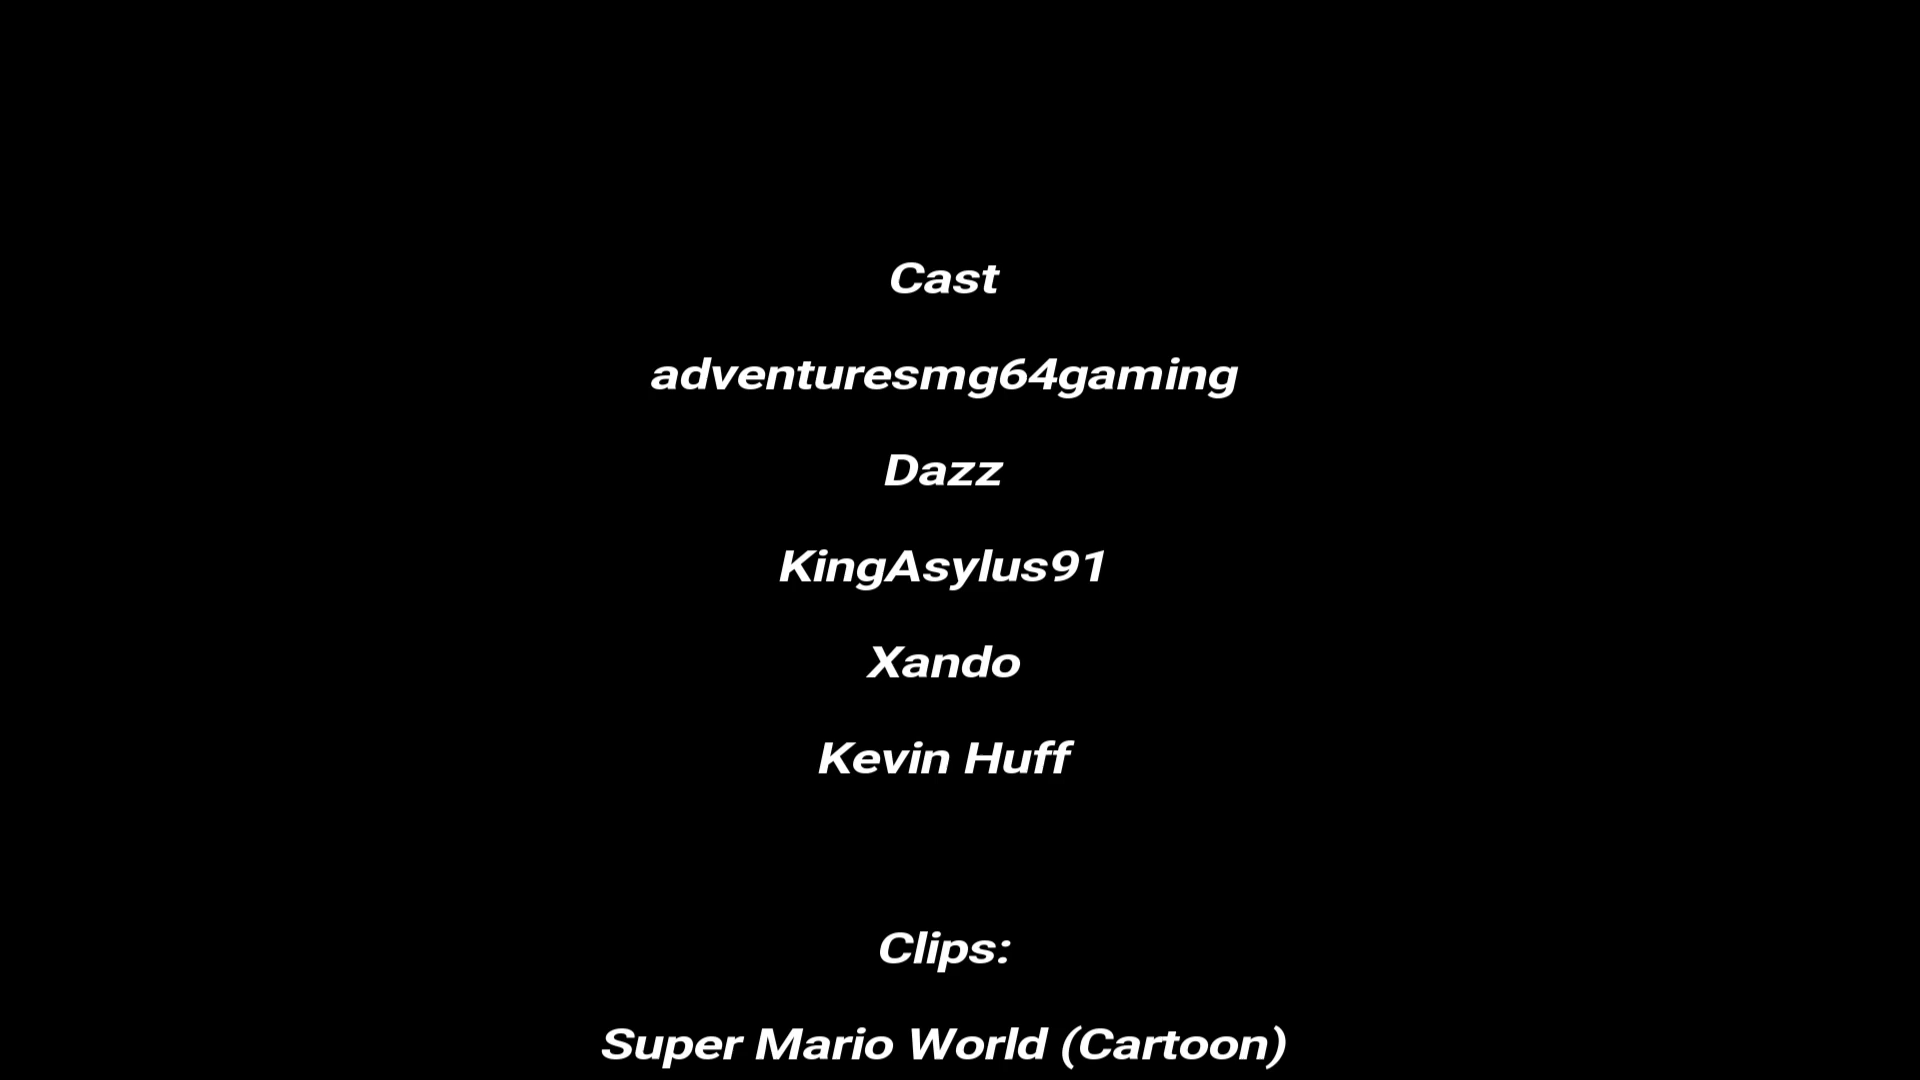 Cast
adventuresmg64gaming
Dazz
KingAsylus91
Xando
Kevin Huff
Clips:
Super Mario World (Cartoon)